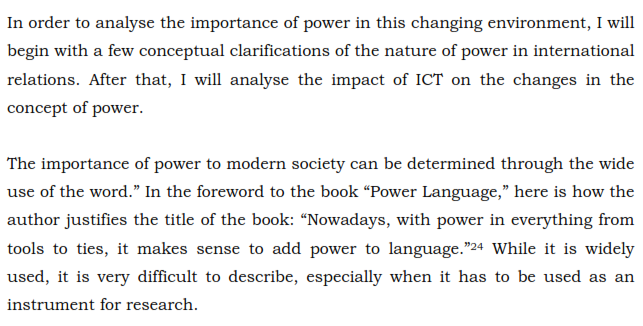 In order to analyse the importance of power in this changing environment, I will
begin with a few conceptual clarifications of the nature of power in international
relations. After that, I will analyse the impact of ICT on the changes in the
concept of power.

The importance of power to modern society can be determined through the wide
use of the word.” In the foreword to the book “Power Language,” here is how the
author justifies the title of the book: “Nowadays, with power in everything from
tools to ties, it makes sense to add power to language.”24 While it is widely
used, it is very difficult to describe, especially when it has to be used as an
instrument for research.